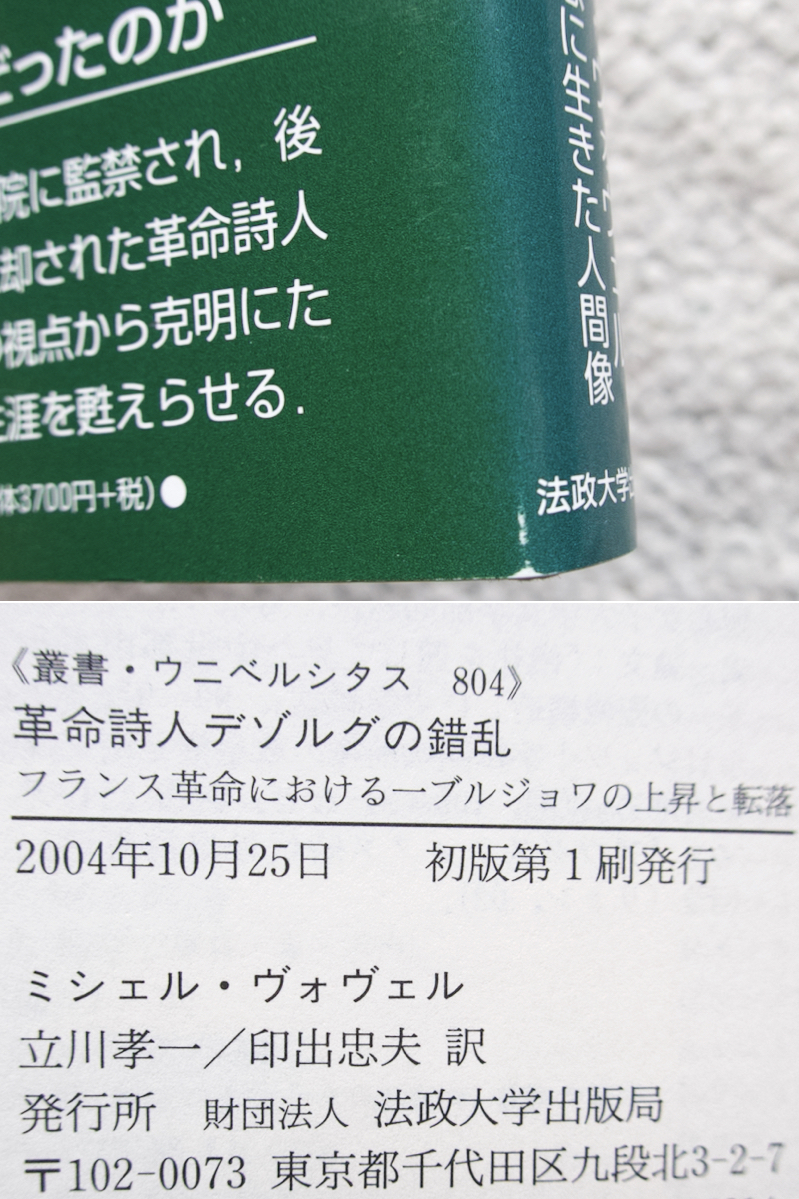 どったのか
院に監禁され，後
却された革命詩人
視点から克明にた
生涯を甦えらせる．
体3700円＋税）●
に生きた人間像
ヴォヴェル
法政大学出
《叢書・ウニベルシタス　804》
革命詩人デゾルグの錯乱
フランス革命における一ブルジョワの上昇と転落
2004年10月25日　初版第1刷発行
ミシェル・ヴォヴェル
立川孝一／印出忠夫 訳
発行所　財団法人 法政大学出版局
〒102-0073 東京都千代田区九段北3-2-7